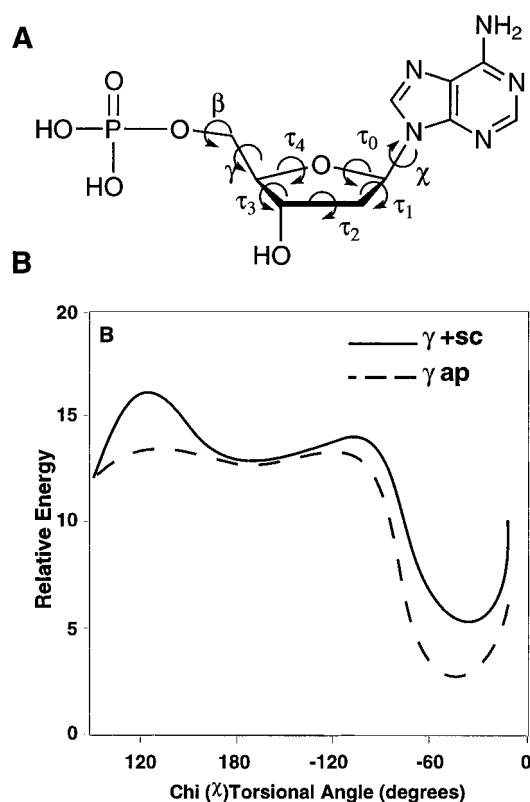 A
NH₂
N
N
N
N
O
HO
P
O
HO
β
γ
τ₄
O
τ₀
χ
τ₃
τ₂
τ₁
HO
B
B
γ +sc
γ ap
Relative Energy
20
15
10
5
0
120
180
-120
-60
0
Chi (χ)Torsional Angle (degrees)